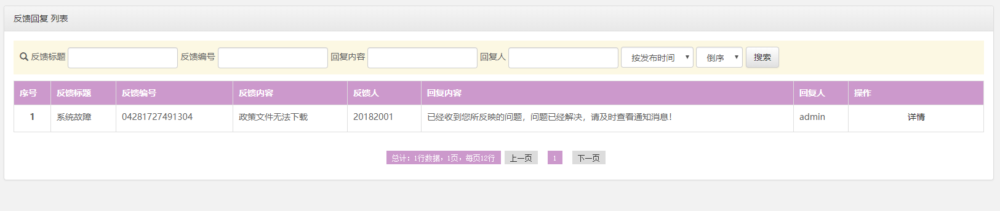 反馈回复 列表
反馈标题 反馈编号 回复内容 回复人 按发布时间 倒序 搜索
序号 反馈标题 反馈编号 反馈内容 反馈人 回复内容 回复人 操作
1 系统故障 04281727491304 政策文件无法下载 20182001 已经收到您所反映的问题，问题已经解决，请及时查看通知消息！ admin 详情
总计：1行数据，1页，每页12行 上一页 1 下一页